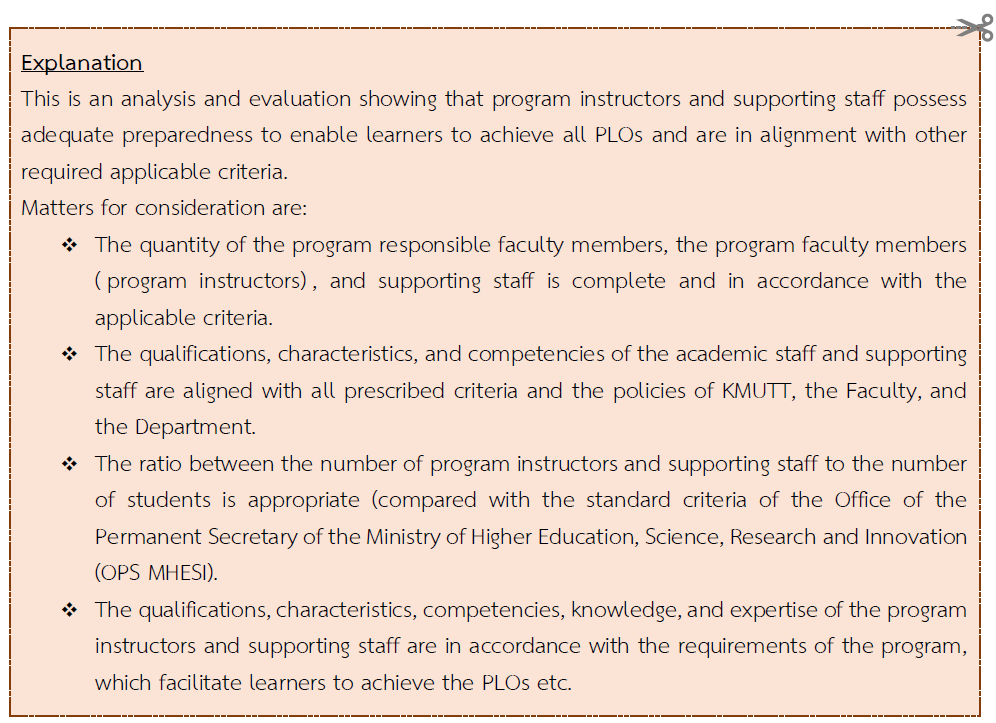 Explanation
This is an analysis and evaluation showing that program instructors and supporting staff possess
adequate preparedness to enable learners to achieve all PLOs and are in alignment with other
required applicable criteria.
Matters for consideration are:
❖ The quantity of the program responsible faculty members, the program faculty members
( program instructors) , and supporting staff is complete and in accordance with the
applicable criteria.
❖ The qualifications, characteristics, and competencies of the academic staff and supporting
staff are aligned with all prescribed criteria and the policies of KMUTT, the Faculty, and
the Department.
❖ The ratio between the number of program instructors and supporting staff to the number
of students is appropriate (compared with the standard criteria of the Office of the
Permanent Secretary of the Ministry of Higher Education, Science, Research and Innovation
(OPS MHESI).
❖ The qualifications, characteristics, competencies, knowledge, and expertise of the program
instructors and supporting staff are in accordance with the requirements of the program,
which facilitate learners to achieve the PLOs etc.